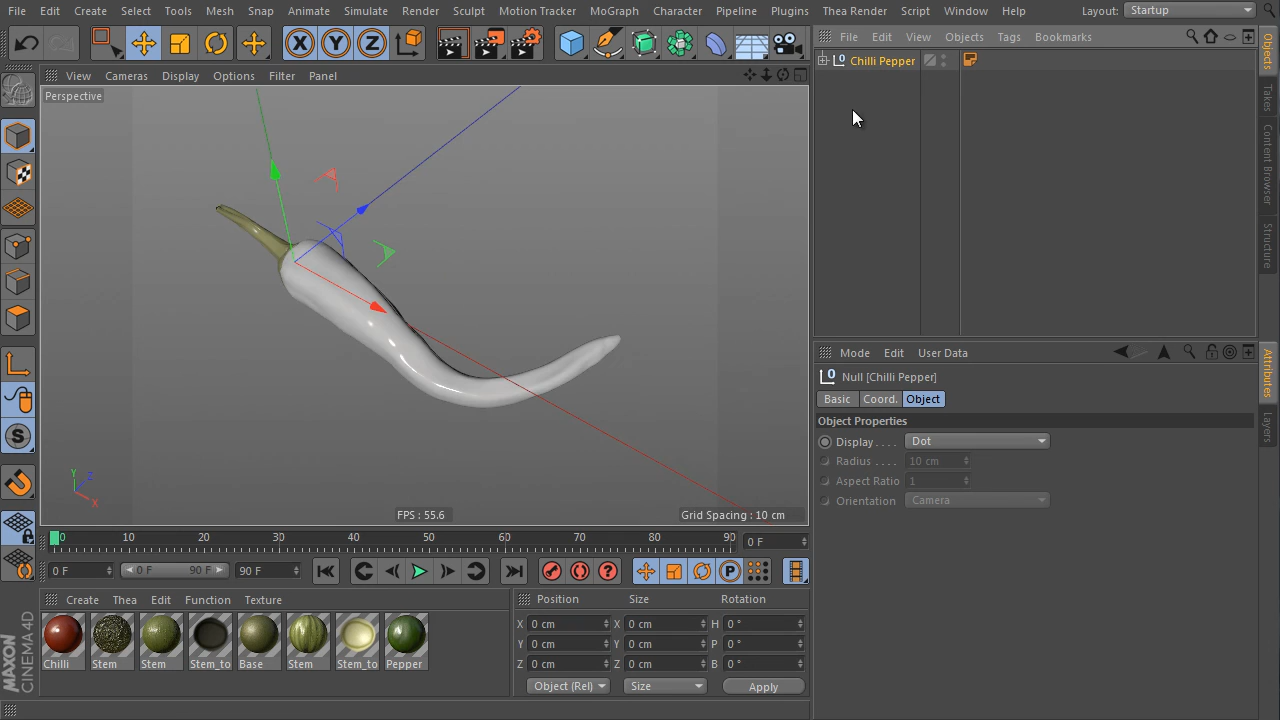 File Edit Create Select Tools Mesh Snap Animate Simulate Render Sculpt Motion Tracker MoGraph Character Pipeline Plugins Thea Render Script Window Help Layout: Startup
File Edit View Objects Tags Bookmarks
View Cameras Display Options Filter Panel
Perspective
Chilli Pepper
Objects
Takes
Content Browser
Structure
Mode Edit User Data
Null [Chilli Pepper]
Basic Coord. Object
Object Properties
Display . . . . Dot
Radius . . . . 10 cm
Aspect Ratio 1
Orientation Camera
Attributes
Layers
Y Z X
FPS : 55.6
Grid Spacing : 10 cm
0 10 20 30 40 50 60 70 80 90 0 F
0 F 0 F 90 F 90 F
Create Thea Edit Function Texture
Chilli Stem Stem Stem_to Base Stem Stem_to Pepper
Position Size Rotation
X 0 cm X 0 cm H 0 °
Y 0 cm Y 0 cm P 0 °
Z 0 cm Z 0 cm B 0 °
Object (Rel) Size Apply
MAXON
CINEMA 4D